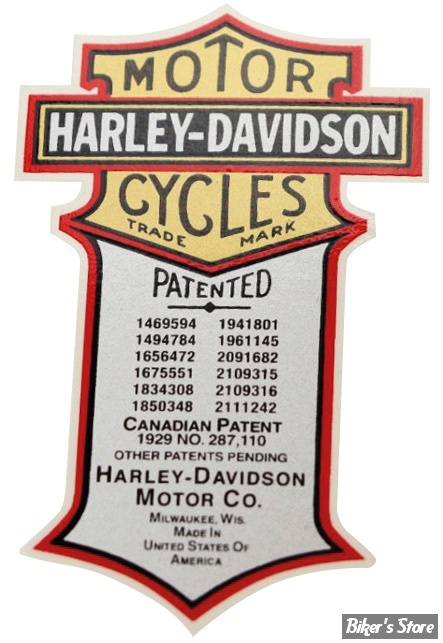 MOTOR
HARLEY-DAVIDSON
CYCLES
TRADE MARK
PATENTED
1469594 1941801
1494784 1961145
1656472 2091682
1675551 2109315
1834308 2109316
1850348 2111242
CANADIAN PATENT
1929 NO. 287,110
OTHER PATENTS PENDING
HARLEY-DAVIDSON
MOTOR CO.
MILWAUKEE, WIS.
MADE IN
UNITED STATES OF
AMERICA
Biker's Store